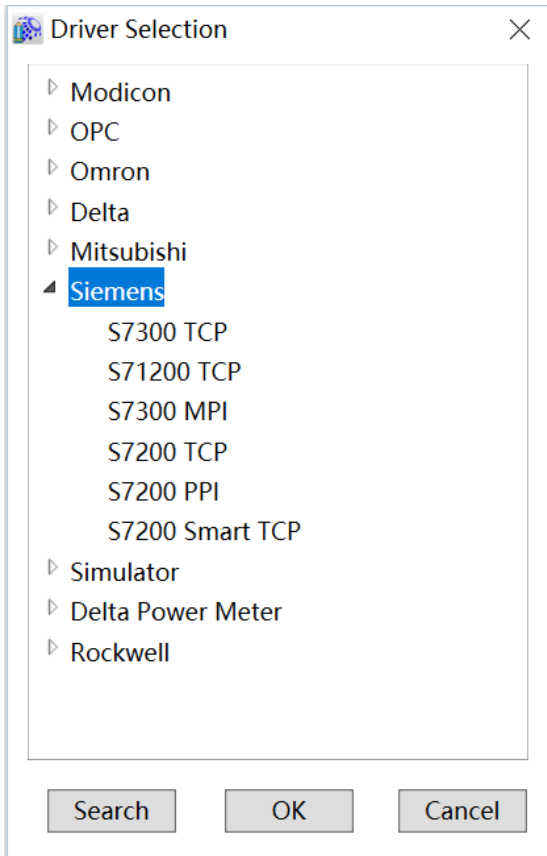 Driver Selection
Modicon
OPC
Omron
Delta
Mitsubishi
Siemens
S7300 TCP
S71200 TCP
S7300 MPI
S7200 TCP
S7200 PPI
S7200 Smart TCP
Simulator
Delta Power Meter
Rockwell
Search OK Cancel